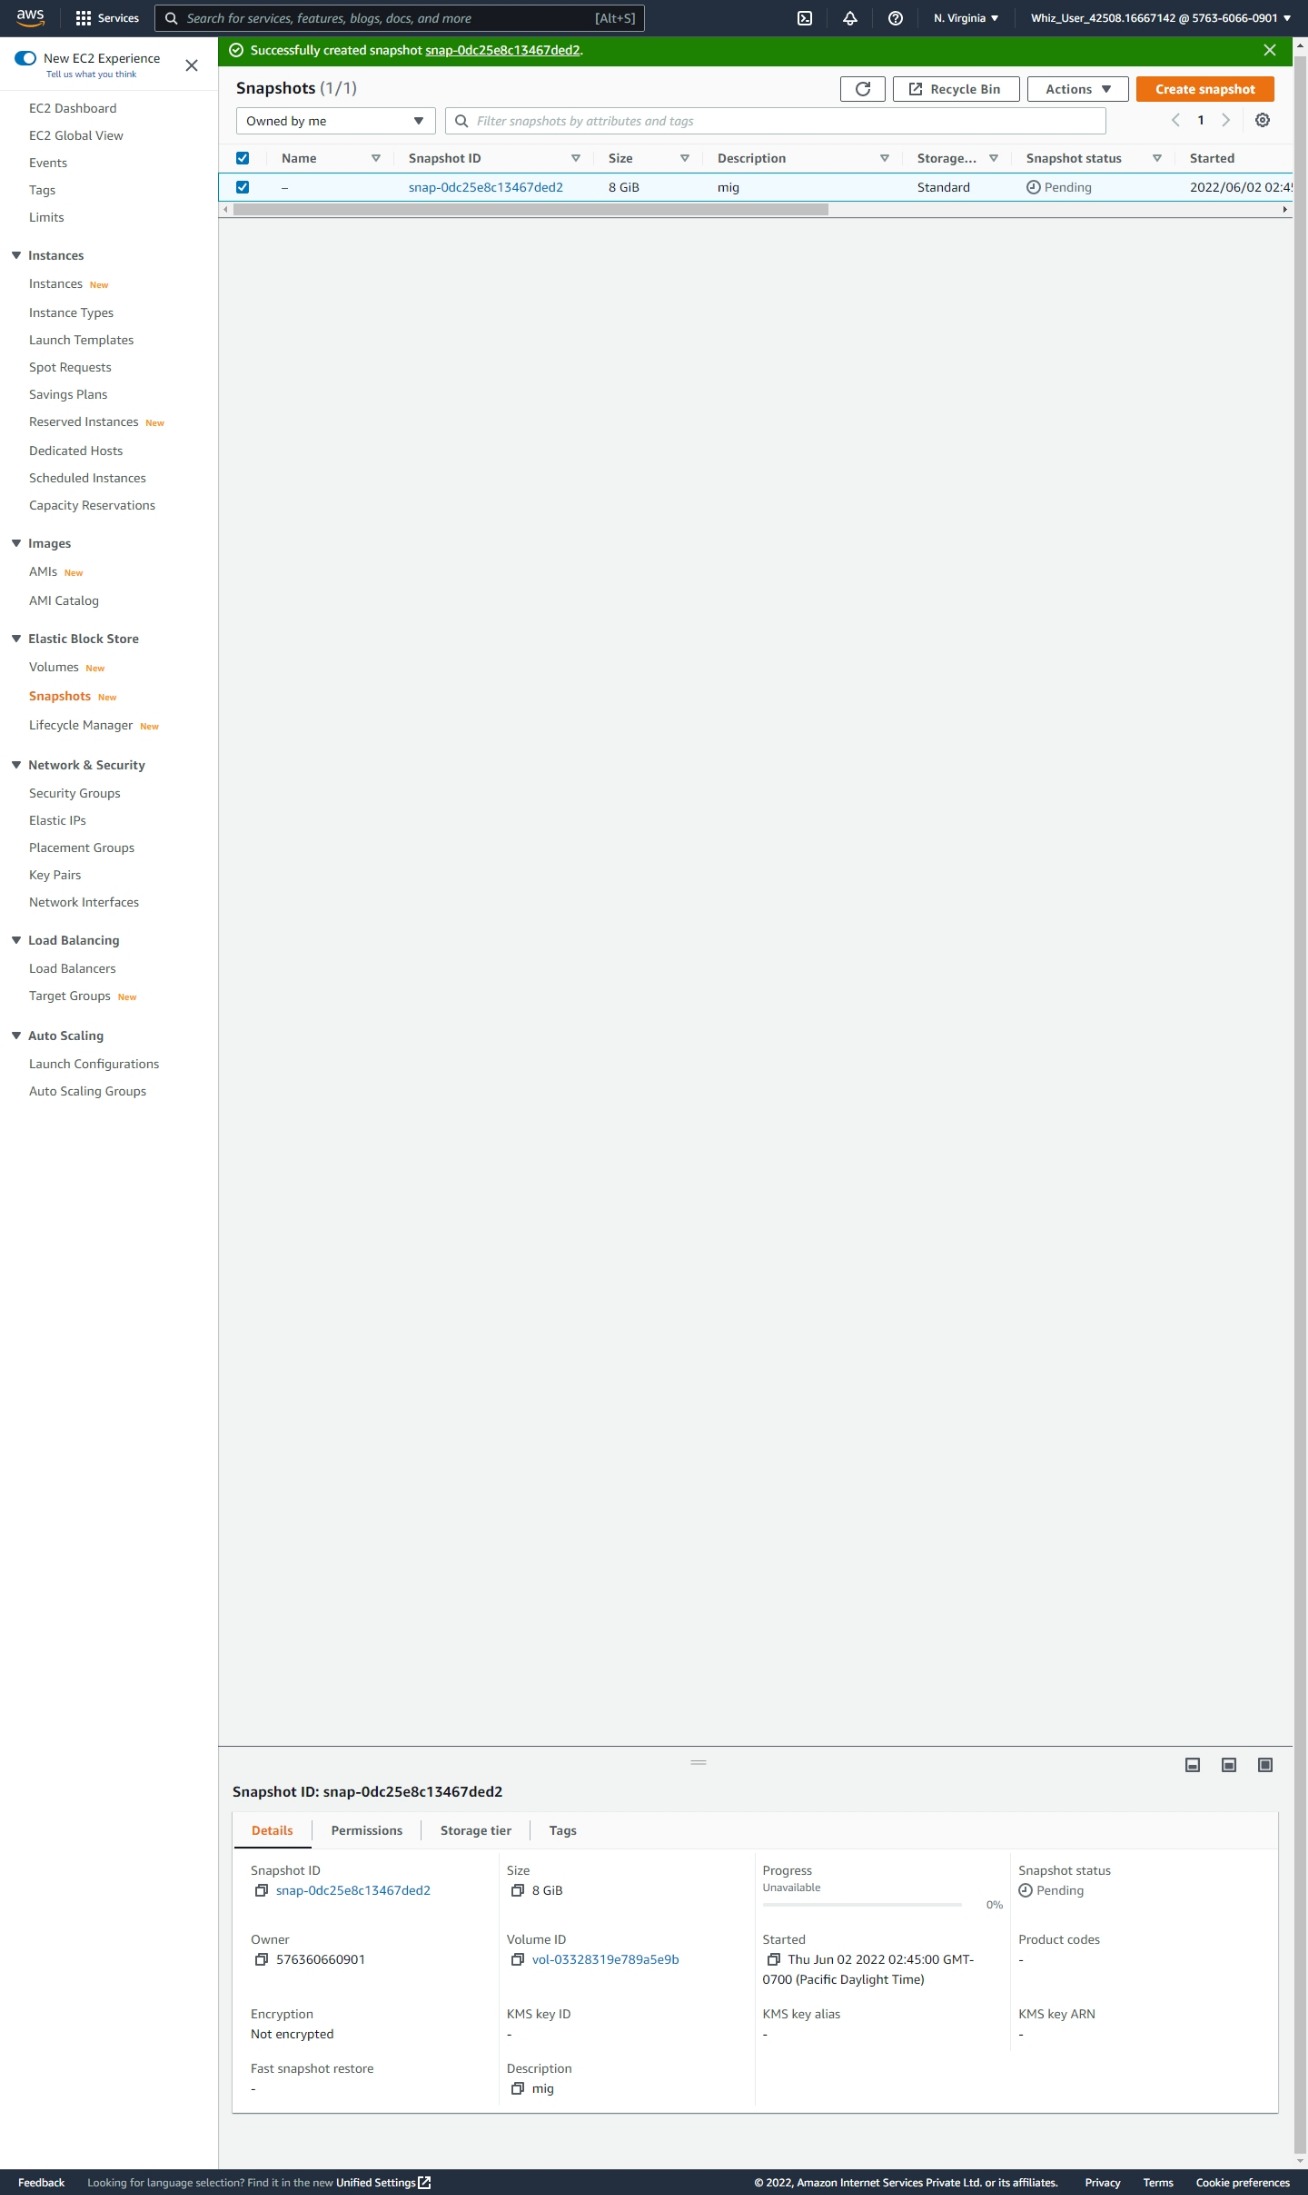 aws Services Search for services, features, blogs, docs, and more [Alt+S] N. Virginia Whiz_User_42508.16667142 @ 5763-6066-0901
New EC2 Experience
Tell us what you think
EC2 Dashboard
EC2 Global View
Events
Tags
Limits
Instances
Instances New
Instance Types
Launch Templates
Spot Requests
Savings Plans
Reserved Instances New
Dedicated Hosts
Scheduled Instances
Capacity Reservations
Images
AMIs New
AMI Catalog
Elastic Block Store
Volumes New
Snapshots New
Lifecycle Manager New
Network & Security
Security Groups
Elastic IPs
Placement Groups
Key Pairs
Network Interfaces
Load Balancing
Load Balancers
Target Groups New
Auto Scaling
Launch Configurations
Auto Scaling Groups
Successfully created snapshot snap-0dc25e8c13467ded2.
Snapshots (1/1) Recycle Bin Actions Create snapshot
Owned by me Filter snapshots by attributes and tags 1
Name Snapshot ID Size Description Storage... Snapshot status Started
– snap-0dc25e8c13467ded2 8 GiB mig Standard Pending 2022/06/02 02:45
Snapshot ID: snap-0dc25e8c13467ded2
Details Permissions Storage tier Tags
Snapshot ID Size Progress Snapshot status
snap-0dc25e8c13467ded2 8 GiB Unavailable Pending
0%
Owner Volume ID Started Product codes
576360660901 vol-03328319e789a5e9b Thu Jun 02 2022 02:45:00 GMT- -
0700 (Pacific Daylight Time)
Encryption KMS key ID KMS key alias KMS key ARN
Not encrypted - - -
Fast snapshot restore Description
- mig
Feedback Looking for language selection? Find it in the new Unified Settings © 2022, Amazon Internet Services Private Ltd. or its affiliates. Privacy Terms Cookie preferences